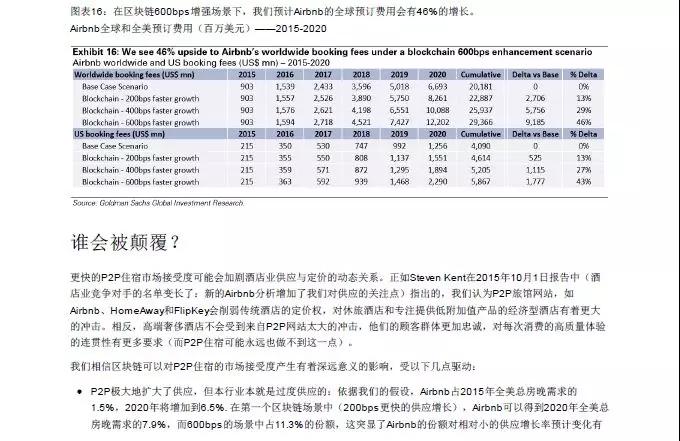 图表16：在区块链600bps增强场景下，我们预计Airbnb的全球预订费用会有46%的增长。
Airbnb全球和全美预订费用（百万美元）——2015-2020
Exhibit 16: We see 46% upside to Airbnb's worldwide booking fees under a blockchain 600bps enhancement scenario
Airbnb worldwide and US booking fees (US$ mn) – 2015-2020
Worldwide booking fees (US$ mn) 2015 2016 2017 2018 2019 2020 Cumulative Delta vs Base % Delta
Base Case Scenario 903 1,539 2,433 3,596 5,018 6,693 20,181 0 0%
Blockchain - 200bps faster growth 903 1,557 2,526 3,890 5,750 8,261 22,887 2,706 13%
Blockchain - 400bps faster growth 903 1,576 2,621 4,198 6,551 10,088 25,937 5,756 29%
Blockchain - 600bps faster growth 903 1,594 2,718 4,521 7,427 12,202 29,366 9,185 46%
US booking fees (US$ mn) 2015 2016 2017 2018 2019 2020 Cumulative Delta vs Base % Delta
Base Case Scenario 215 350 530 747 992 1,256 4,090 0 0%
Blockchain - 200bps faster growth 215 355 550 808 1,137 1,551 4,614 525 13%
Blockchain - 400bps faster growth 215 359 571 872 1,295 1,894 5,205 1,115 27%
Blockchain - 600bps faster growth 215 363 592 939 1,468 2,290 5,867 1,777 43%
Source: Goldman Sachs Global Investment Research.
谁会被颠覆？
更快的P2P住宿市场接受度可能会加剧酒店业供应与定价的动态关系。正如Steven Kent在2015年10月1日报告中（酒
店业竞争对手的名单变长了：新的Airbnb分析增加了我们对供应的关注点）指出的，我们认为P2P旅馆网站，如
Airbnb、HomeAway和FlipKey会削弱传统酒店的定价权，对休旅酒店和专注提供低附加值产品的经济型酒店有着更大
的冲击。相反，高端奢侈酒店不会受到来自P2P网站太大的冲击，他们的顾客群体更加忠诚，对每次消费的高质量体验
的连贯性有更多要求（而P2P住宿可能永远也做不到这一点）。
我们相信区块链可以对P2P住宿的市场接受度产生有着深远意义的影响，受以下几点驱动：
● P2P极大地扩大了供应，但本行业本就是过度供应的：依据我们的假设，Airbnb占2015年全美总房晚需求的
1.5%，2020年将增加到6.5%. 在第一个区块链场景中（200bps更快的供应增长），Airbnb可以得到2020年全美总
房晚需求的7.9%，而600bps的场景中占11.3%的份额，这突显了Airbnb的份额对相对小的供应增长率预计变化有